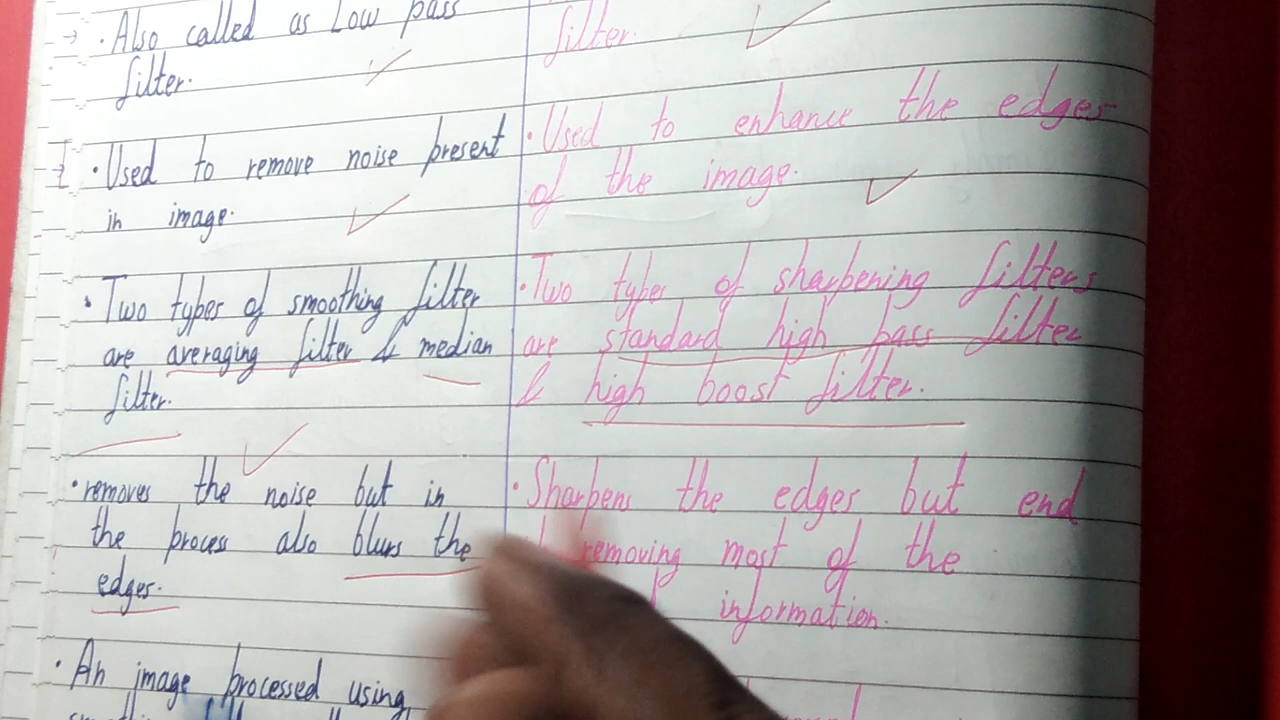 · Also called as Low pass
filter.
· Used to remove noise present
in image.
· Two types of smoothing filter
are averaging filter & median
filter.
· removes the noise but in
the process also blurs the
edges.
· An image processed using
filter.
· Used to enhance the edges
of the image.
· Two types of sharpening filters
are standard high pass filter
& high boost filter.
· Sharpens the edges but end
removing most of the
information.